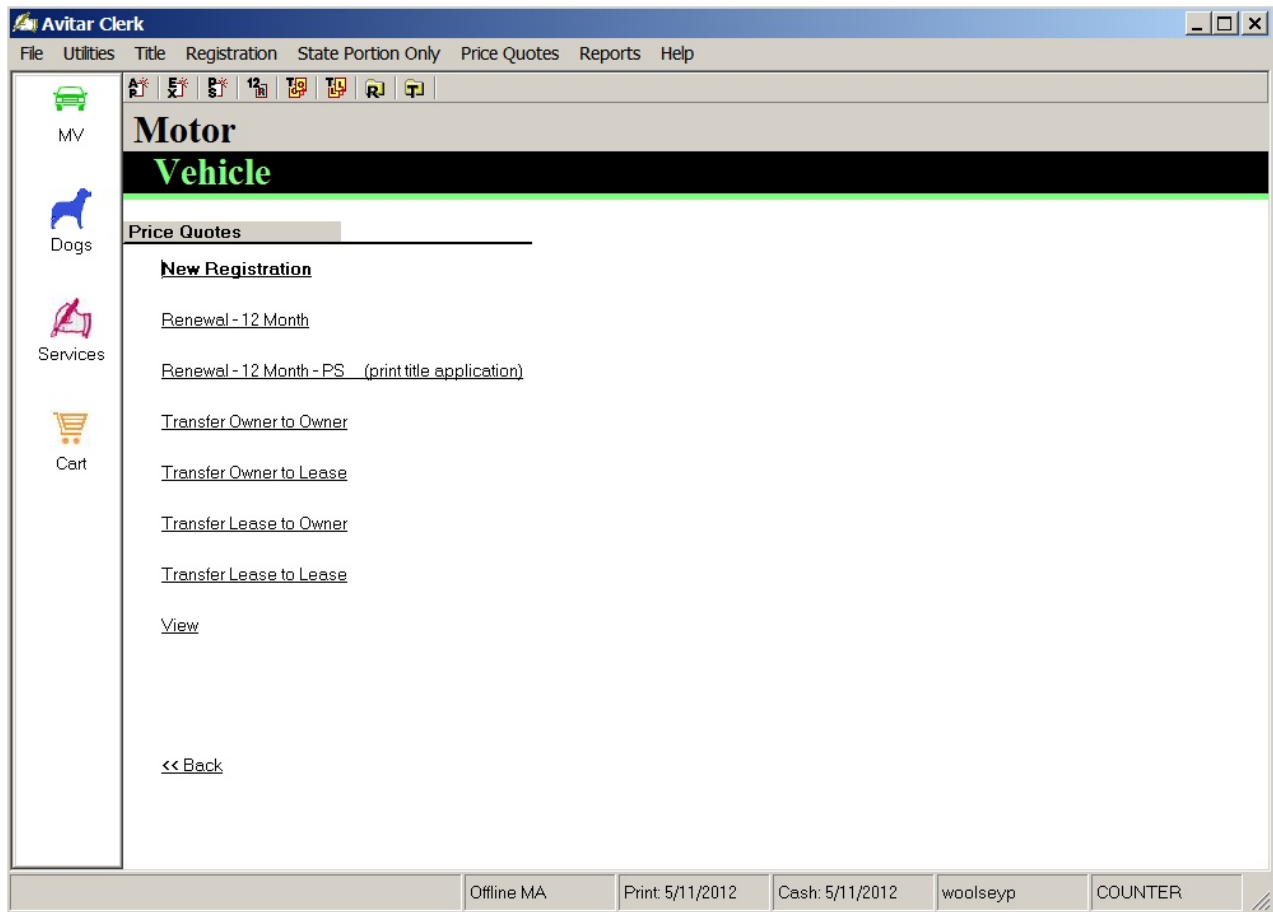 Avitar Clerk
File Utilities Title Registration State Portion Only Price Quotes Reports Help
MV
Dogs
Services
Cart
Motor
Vehicle
Price Quotes
New Registration
Renewal - 12 Month
Renewal - 12 Month - PS (print title application)
Transfer Owner to Owner
Transfer Owner to Lease
Transfer Lease to Owner
Transfer Lease to Lease
View
<< Back
Offline MA Print: 5/11/2012 Cash: 5/11/2012 woolseyp COUNTER